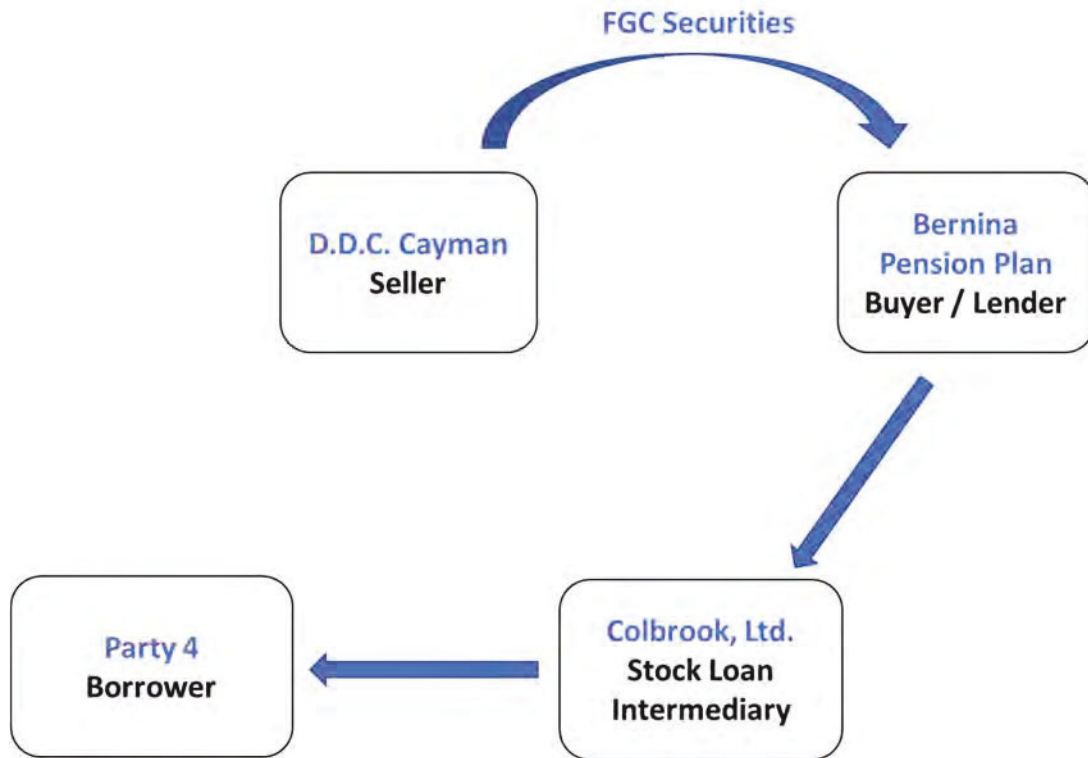 FGC Securities
D.D.C. Cayman
Seller
Bernina
Pension Plan
Buyer / Lender
Party 4
Borrower
Colbrook, Ltd.
Stock Loan
Intermediary